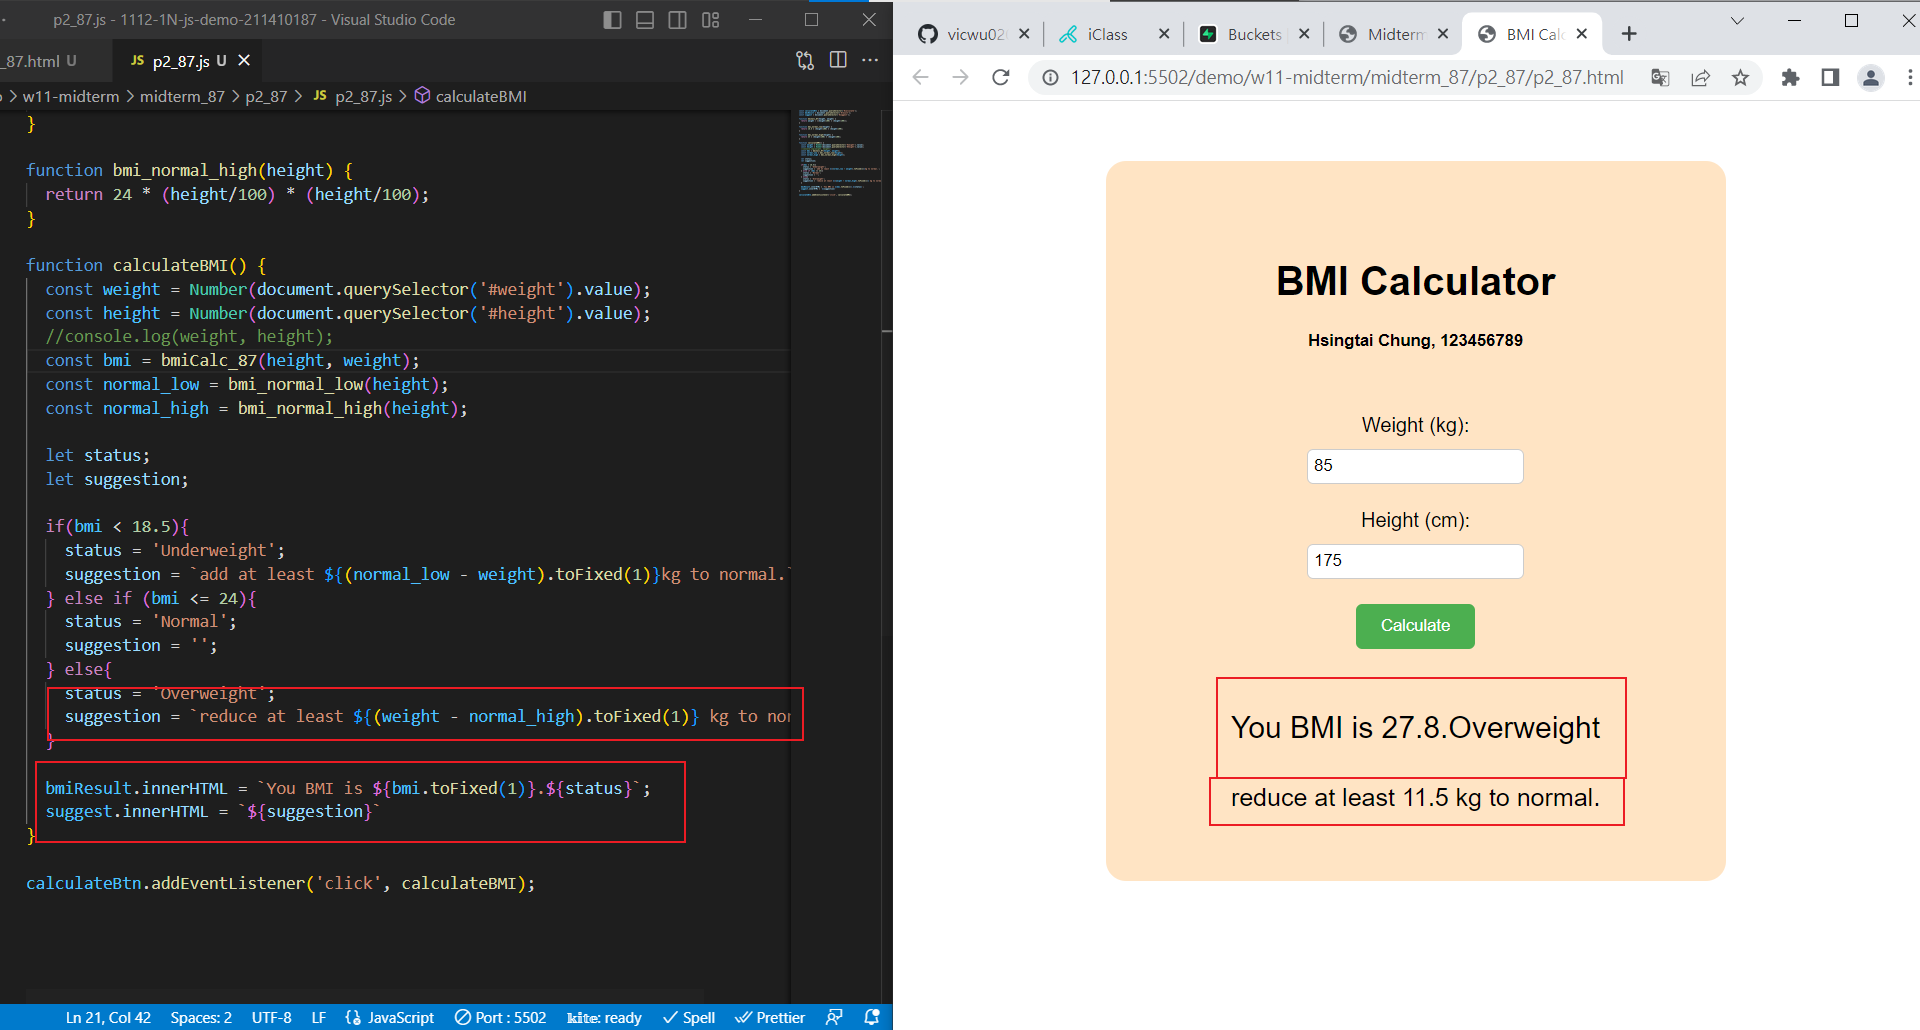 p2_87.js - 1112-1N-js-demo-211410187 - Visual Studio Code
_87.html U
JS p2_87.js U
w11-midterm > midterm_87 > p2_87 > JS p2_87.js > calculateBMI
}
function bmi_normal_high(height) {
return 24 * (height/100) * (height/100);
}
function calculateBMI() {
const weight = Number(document.querySelector('#weight').value);
const height = Number(document.querySelector('#height').value);
//console.log(weight, height);
const bmi = bmiCalc_87(height, weight);
const normal_low = bmi_normal_low(height);
const normal_high = bmi_normal_high(height);
let status;
let suggestion;
if(bmi < 18.5){
status = 'Underweight';
suggestion = `add at least ${(normal_low - weight).toFixed(1)}kg to normal.`
} else if (bmi <= 24){
status = 'Normal';
suggestion = '';
} else{
status = 'Overweight';
suggestion = `reduce at least ${(weight - normal_high).toFixed(1)} kg to nor
}
bmiResult.innerHTML = `You BMI is ${bmi.toFixed(1)}.${status}`;
suggest.innerHTML = `${suggestion}`
}
calculateBtn.addEventListener('click', calculateBMI);
Ln 21, Col 42 Spaces: 2 UTF-8 LF JavaScript Port : 5502 kite: ready Spell Prettier
vicwu02 iClass Buckets Midterm BMI Calc
127.0.0.1:5502/demo/w11-midterm/midterm_87/p2_87/p2_87.html
BMI Calculator
Hsingtai Chung, 123456789
Weight (kg):
85
Height (cm):
175
Calculate
You BMI is 27.8.Overweight
reduce at least 11.5 kg to normal.